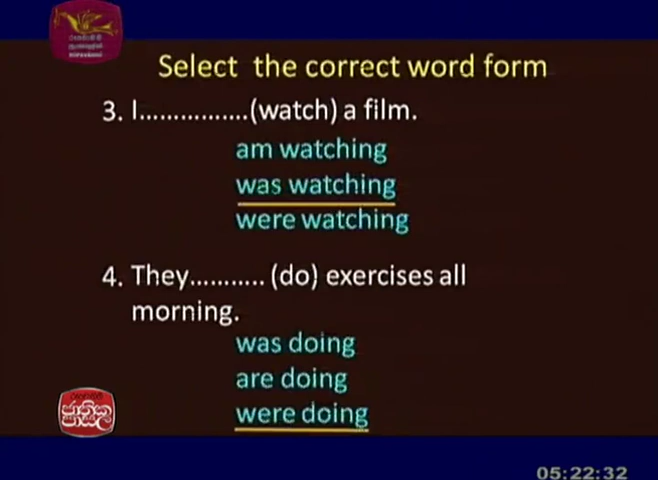 Select the correct word form
3. I................(watch) a film.
am watching
was watching
were watching
4. They........... (do) exercises all
morning.
was doing
are doing
were doing
ජාතික
පාසල
05:22:32